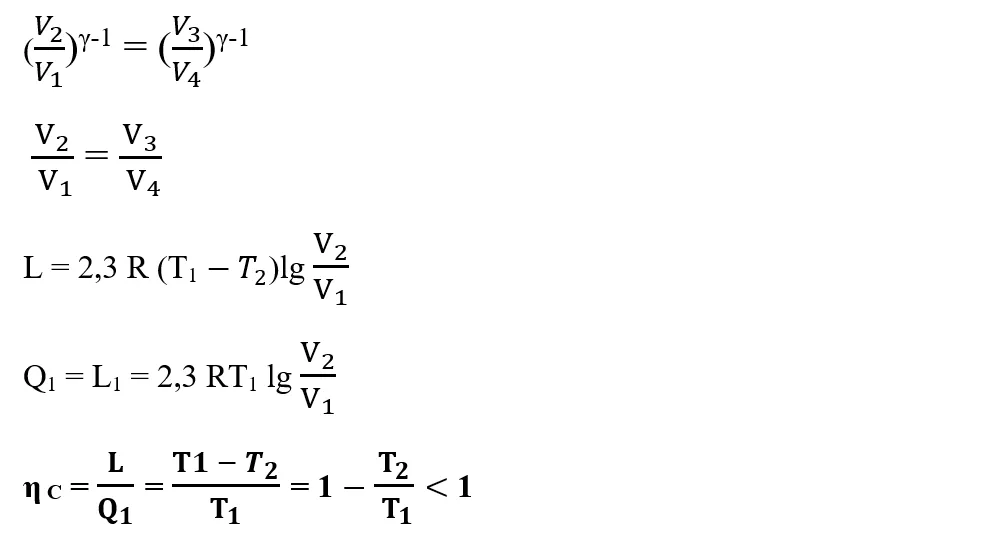 (V₂/V₁)^γ-1 = (V₃/V₄)^γ-1
V₂/V₁ = V₃/V₄
L = 2,3 R (T₁ − T₂)lg V₂/V₁
Q₁ = L₁ = 2,3 RT₁ lg V₂/V₁
η C = L/Q₁ = T1 − T₂/T₁ = 1 − T₂/T₁ < 1